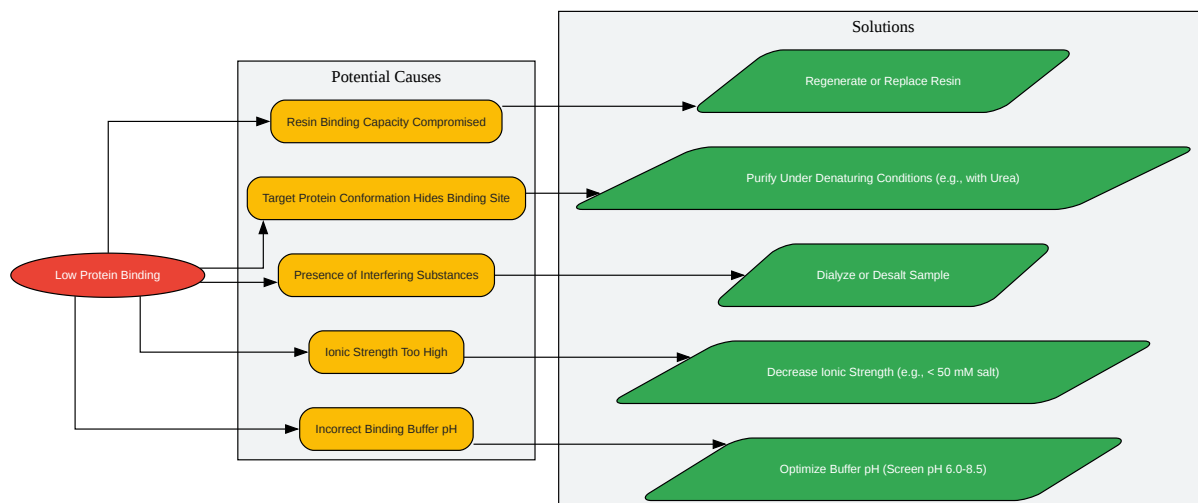 Solutions
Potential Causes
Regenerate or Replace Resin
Resin Binding Capacity Compromised
Purify Under Denaturing Conditions (e.g., with Urea)
Target Protein Conformation Hides Binding Site
Low Protein Binding
Presence of Interfering Substances
Dialyze or Desalt Sample
Ionic Strength Too High
Decrease Ionic Strength (e.g., < 50 mM salt)
Incorrect Binding Buffer pH
Optimize Buffer pH (Screen pH 6.0-8.5)